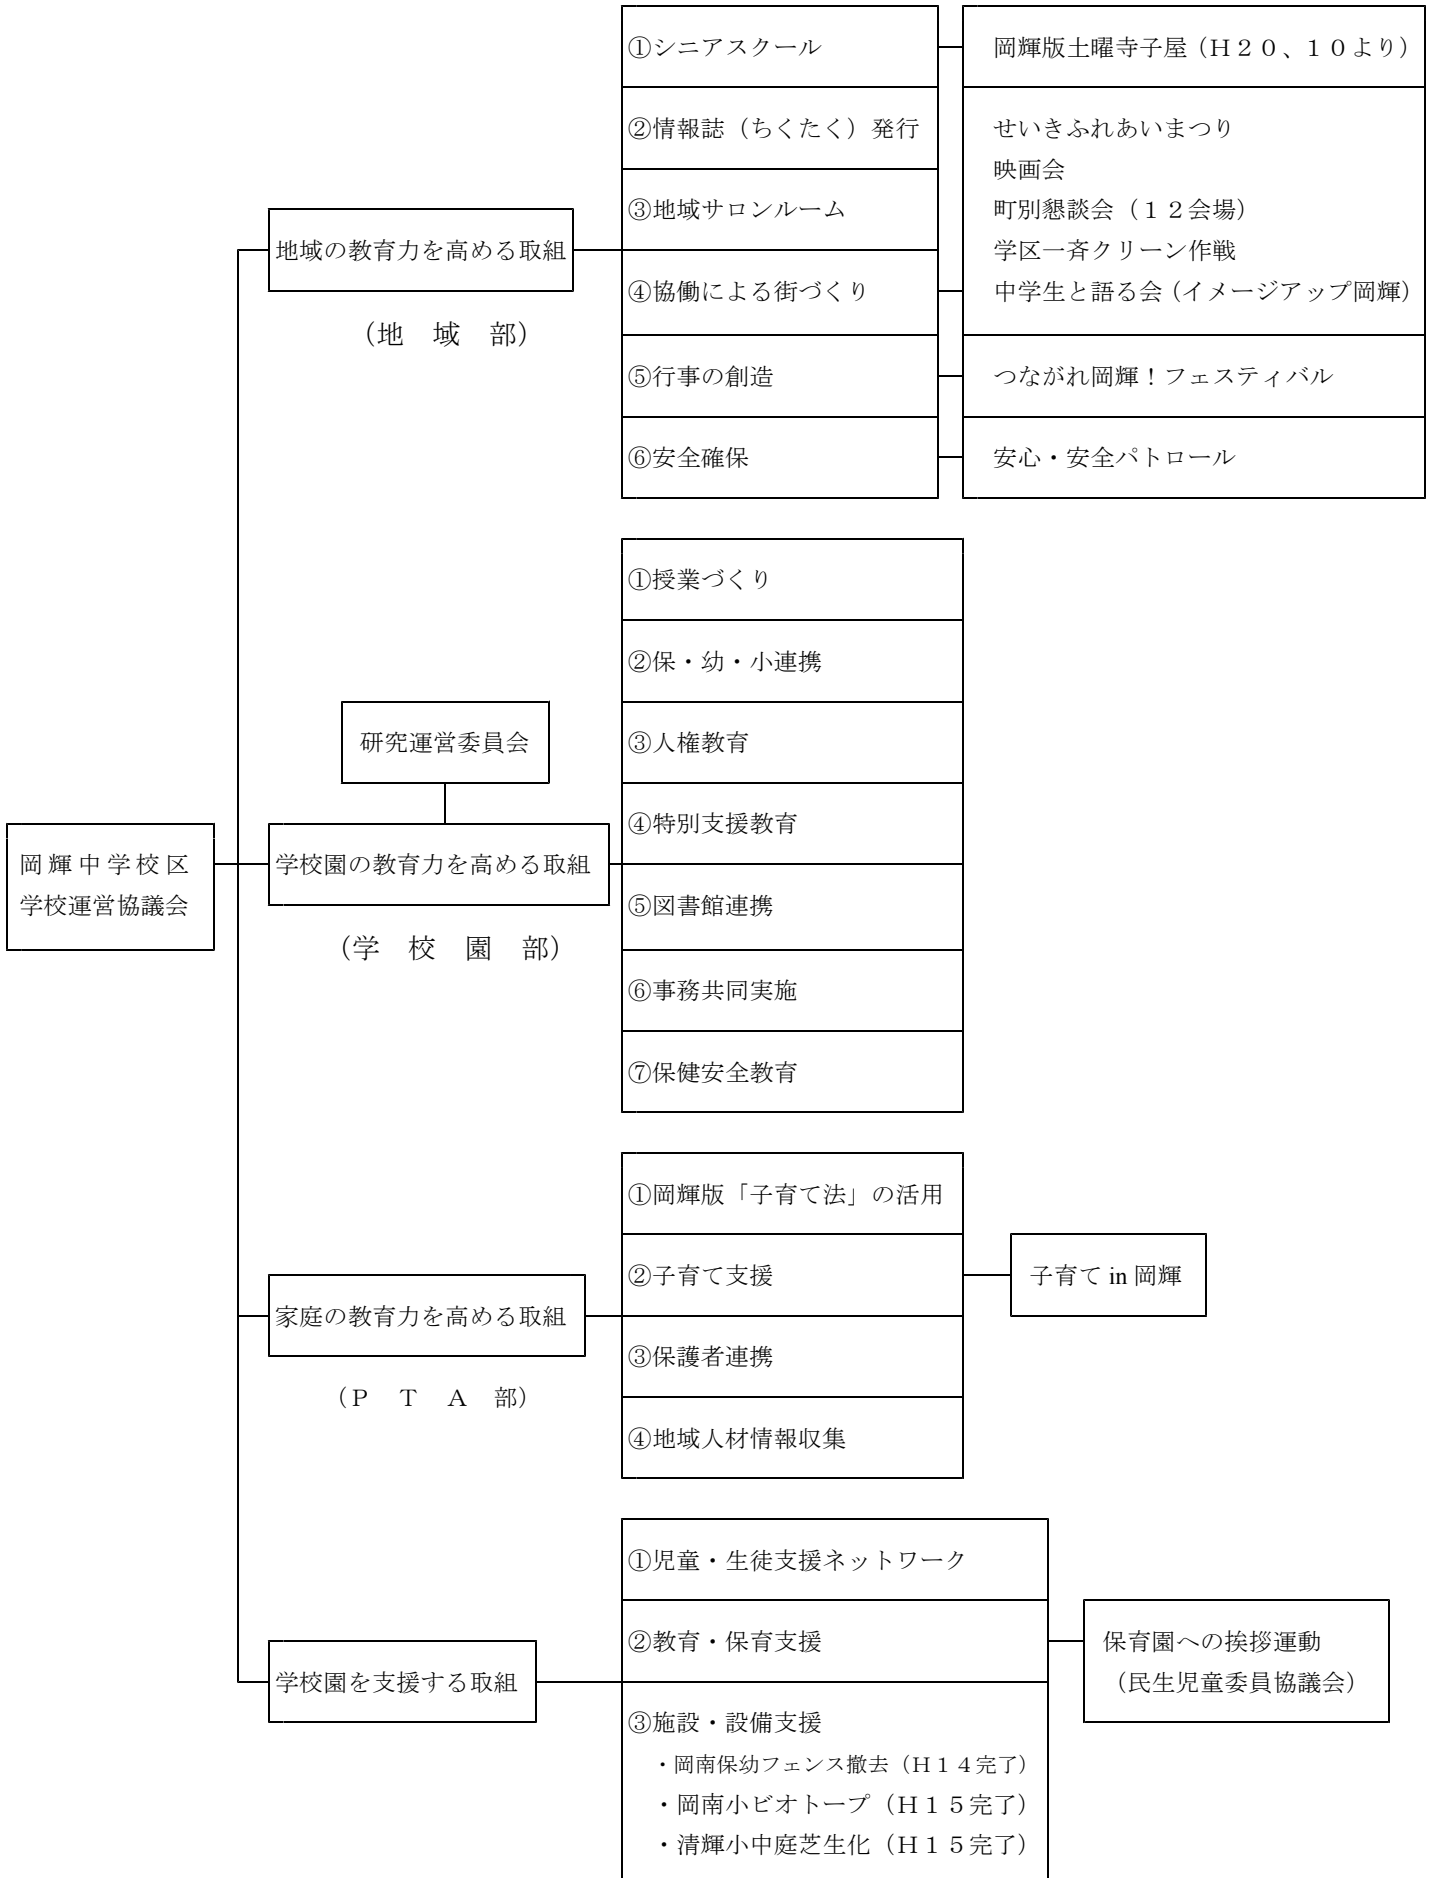 岡輝中学校区
学校運営協議会
地域の教育力を高める取組
（地　域　部）
①シニアスクール
岡輝版土曜寺子屋（Ｈ２０、１０より）
②情報誌（ちくたく）発行
③地域サロンルーム
④協働による街づくり
せいきふれあいまつり
映画会
町別懇談会（１２会場）
学区一斉クリーン作戦
中学生と語る会（イメージアップ岡輝）
⑤行事の創造
つながれ岡輝！フェスティバル
⑥安全確保
安心・安全パトロール
研究運営委員会
学校園の教育力を高める取組
（学　校　園　部）
①授業づくり
②保・幼・小連携
③人権教育
④特別支援教育
⑤図書館連携
⑥事務共同実施
⑦保健安全教育
家庭の教育力を高める取組
（Ｐ　Ｔ　Ａ　部）
①岡輝版「子育て法」の活用
②子育て支援
子育て in 岡輝
③保護者連携
④地域人材情報収集
学校園を支援する取組
①児童・生徒支援ネットワーク
②教育・保育支援
保育園への挨拶運動
（民生児童委員協議会）
③施設・設備支援
・岡南保幼フェンス撤去（Ｈ１４完了）
・岡南小ビオトープ（Ｈ１５完了）
・清輝小中庭芝生化（Ｈ１５完了）